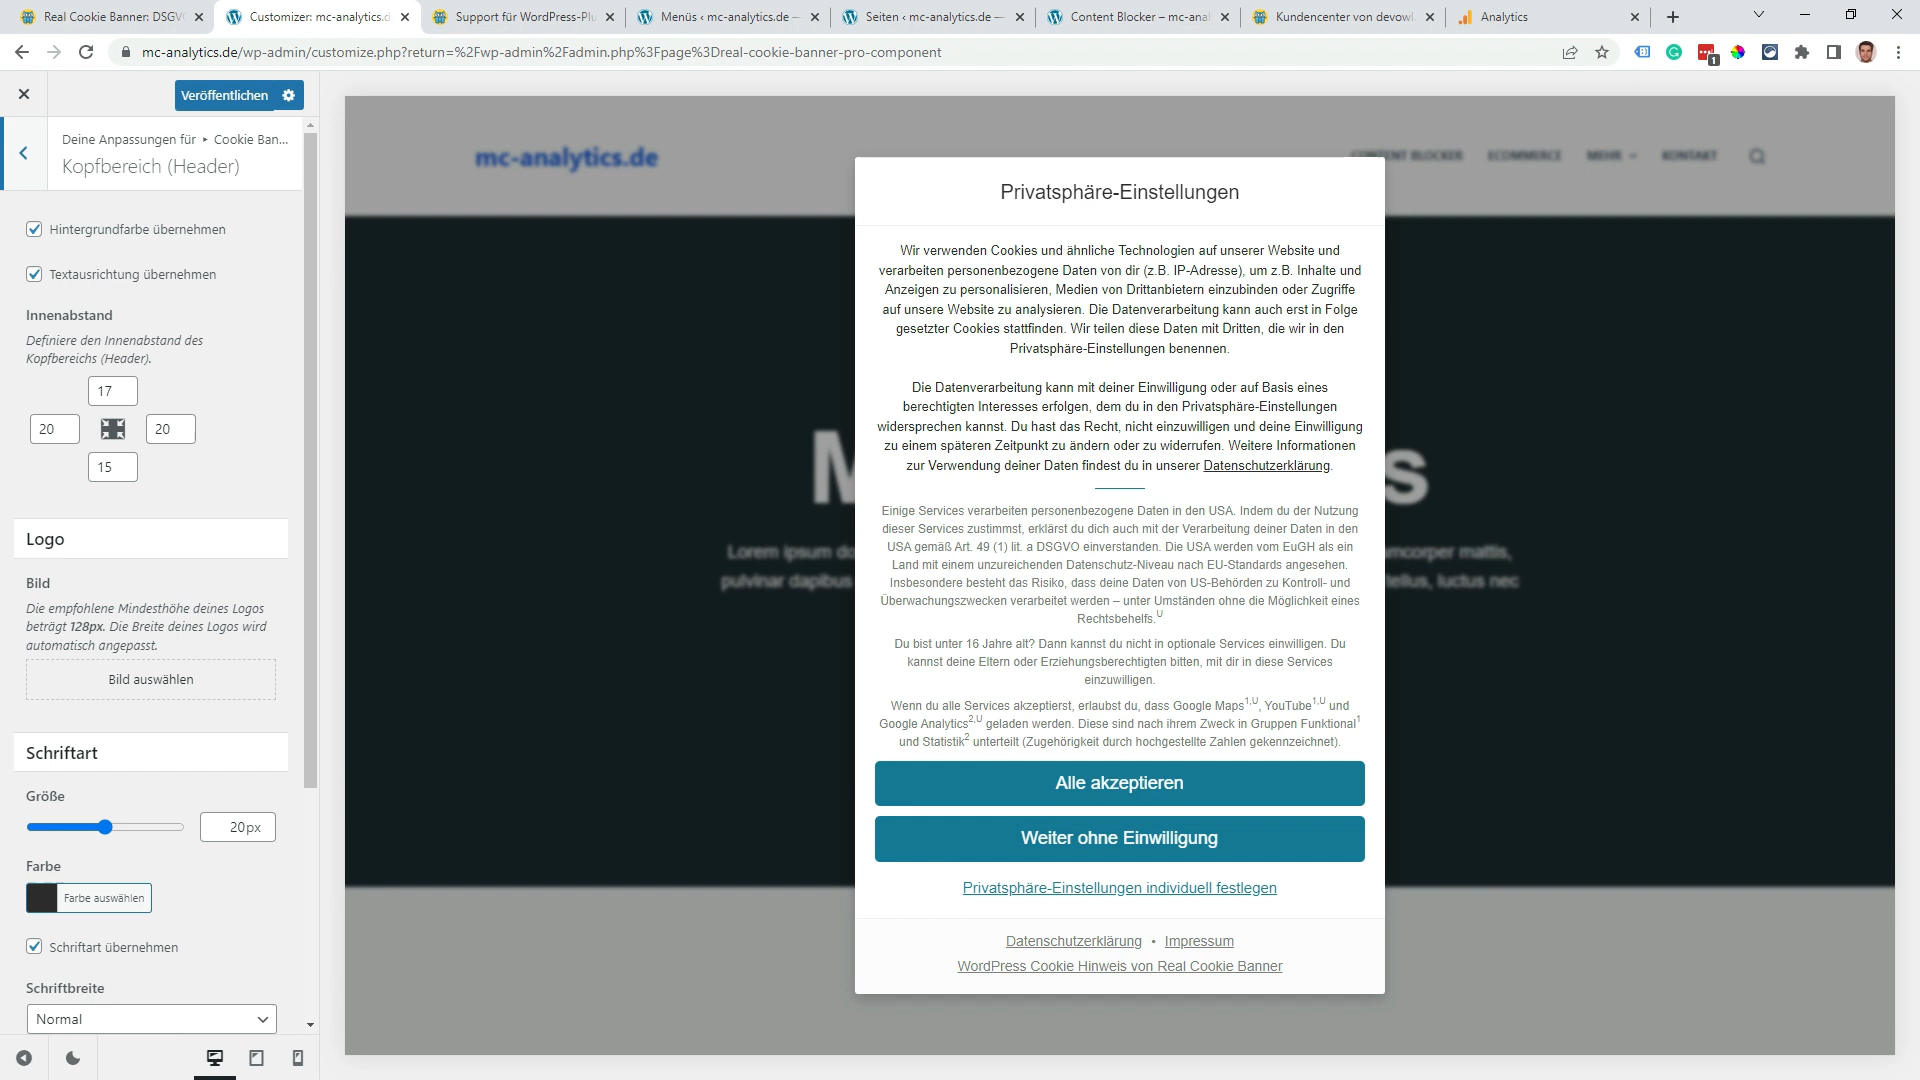 Real Cookie Banner: DSGV
Customizer: mc-analytics.d
Support für WordPress-Plu
Menüs ‹ mc-analytics.de —
Seiten ‹ mc-analytics.de —
Content Blocker – mc-anal
Kundencenter von devowl.
Analytics
mc-analytics.de/wp-admin/customize.php?return=%2Fwp-admin%2Fadmin.php%3Fpage%3Dreal-cookie-banner-pro-component
1
Veröffentlichen
Deine Anpassungen für ▸ Cookie Ban...
Kopfbereich (Header)
Hintergrundfarbe übernehmen
Textausrichtung übernehmen
Innenabstand
Definiere den Innenabstand des
Kopfbereichs (Header).
17
20
20
15
Logo
Bild
Die empfohlene Mindesthöhe deines Logos
beträgt 128px. Die Breite deines Logos wird
automatisch angepasst.
Bild auswählen
Schriftart
Größe
20px
Farbe
Farbe auswählen
Schriftart übernehmen
Schriftbreite
Normal
mc-analytics.de
CONTENT BLOCKER
ECOMMERCE
MEHR
KONTAKT
M
s
Lorem ipsum do
amcorper mattis,
pulvinar dapibus
tellus, luctus nec
Privatsphäre-Einstellungen
Wir verwenden Cookies und ähnliche Technologien auf unserer Website und
verarbeiten personenbezogene Daten von dir (z.B. IP-Adresse), um z.B. Inhalte und
Anzeigen zu personalisieren, Medien von Drittanbietern einzubinden oder Zugriffe
auf unsere Website zu analysieren. Die Datenverarbeitung kann auch erst in Folge
gesetzter Cookies stattfinden. Wir teilen diese Daten mit Dritten, die wir in den
Privatsphäre-Einstellungen benennen.
Die Datenverarbeitung kann mit deiner Einwilligung oder auf Basis eines
berechtigten Interesses erfolgen, dem du in den Privatsphäre-Einstellungen
widersprechen kannst. Du hast das Recht, nicht einzuwilligen und deine Einwilligung
zu einem späteren Zeitpunkt zu ändern oder zu widerrufen. Weitere Informationen
zur Verwendung deiner Daten findest du in unserer Datenschutzerklärung.
Einige Services verarbeiten personenbezogene Daten in den USA. Indem du der Nutzung
dieser Services zustimmst, erklärst du dich auch mit der Verarbeitung deiner Daten in den
USA gemäß Art. 49 (1) lit. a DSGVO einverstanden. Die USA werden vom EuGH als ein
Land mit einem unzureichenden Datenschutz-Niveau nach EU-Standards angesehen.
Insbesondere besteht das Risiko, dass deine Daten von US-Behörden zu Kontroll- und
Überwachungszwecken verarbeitet werden – unter Umständen ohne die Möglichkeit eines
Rechtsbehelfs.U
Du bist unter 16 Jahre alt? Dann kannst du nicht in optionale Services einwilligen. Du
kannst deine Eltern oder Erziehungsberechtigten bitten, mit dir in diese Services
einzuwilligen.
Wenn du alle Services akzeptierst, erlaubst du, dass Google Maps1,U, YouTube1,U und
Google Analytics2,U geladen werden. Diese sind nach ihrem Zweck in Gruppen Funktional1
und Statistik2 unterteilt (Zugehörigkeit durch hochgestellte Zahlen gekennzeichnet).
Alle akzeptieren
Weiter ohne Einwilligung
Privatsphäre-Einstellungen individuell festlegen
Datenschutzerklärung • Impressum
WordPress Cookie Hinweis von Real Cookie Banner